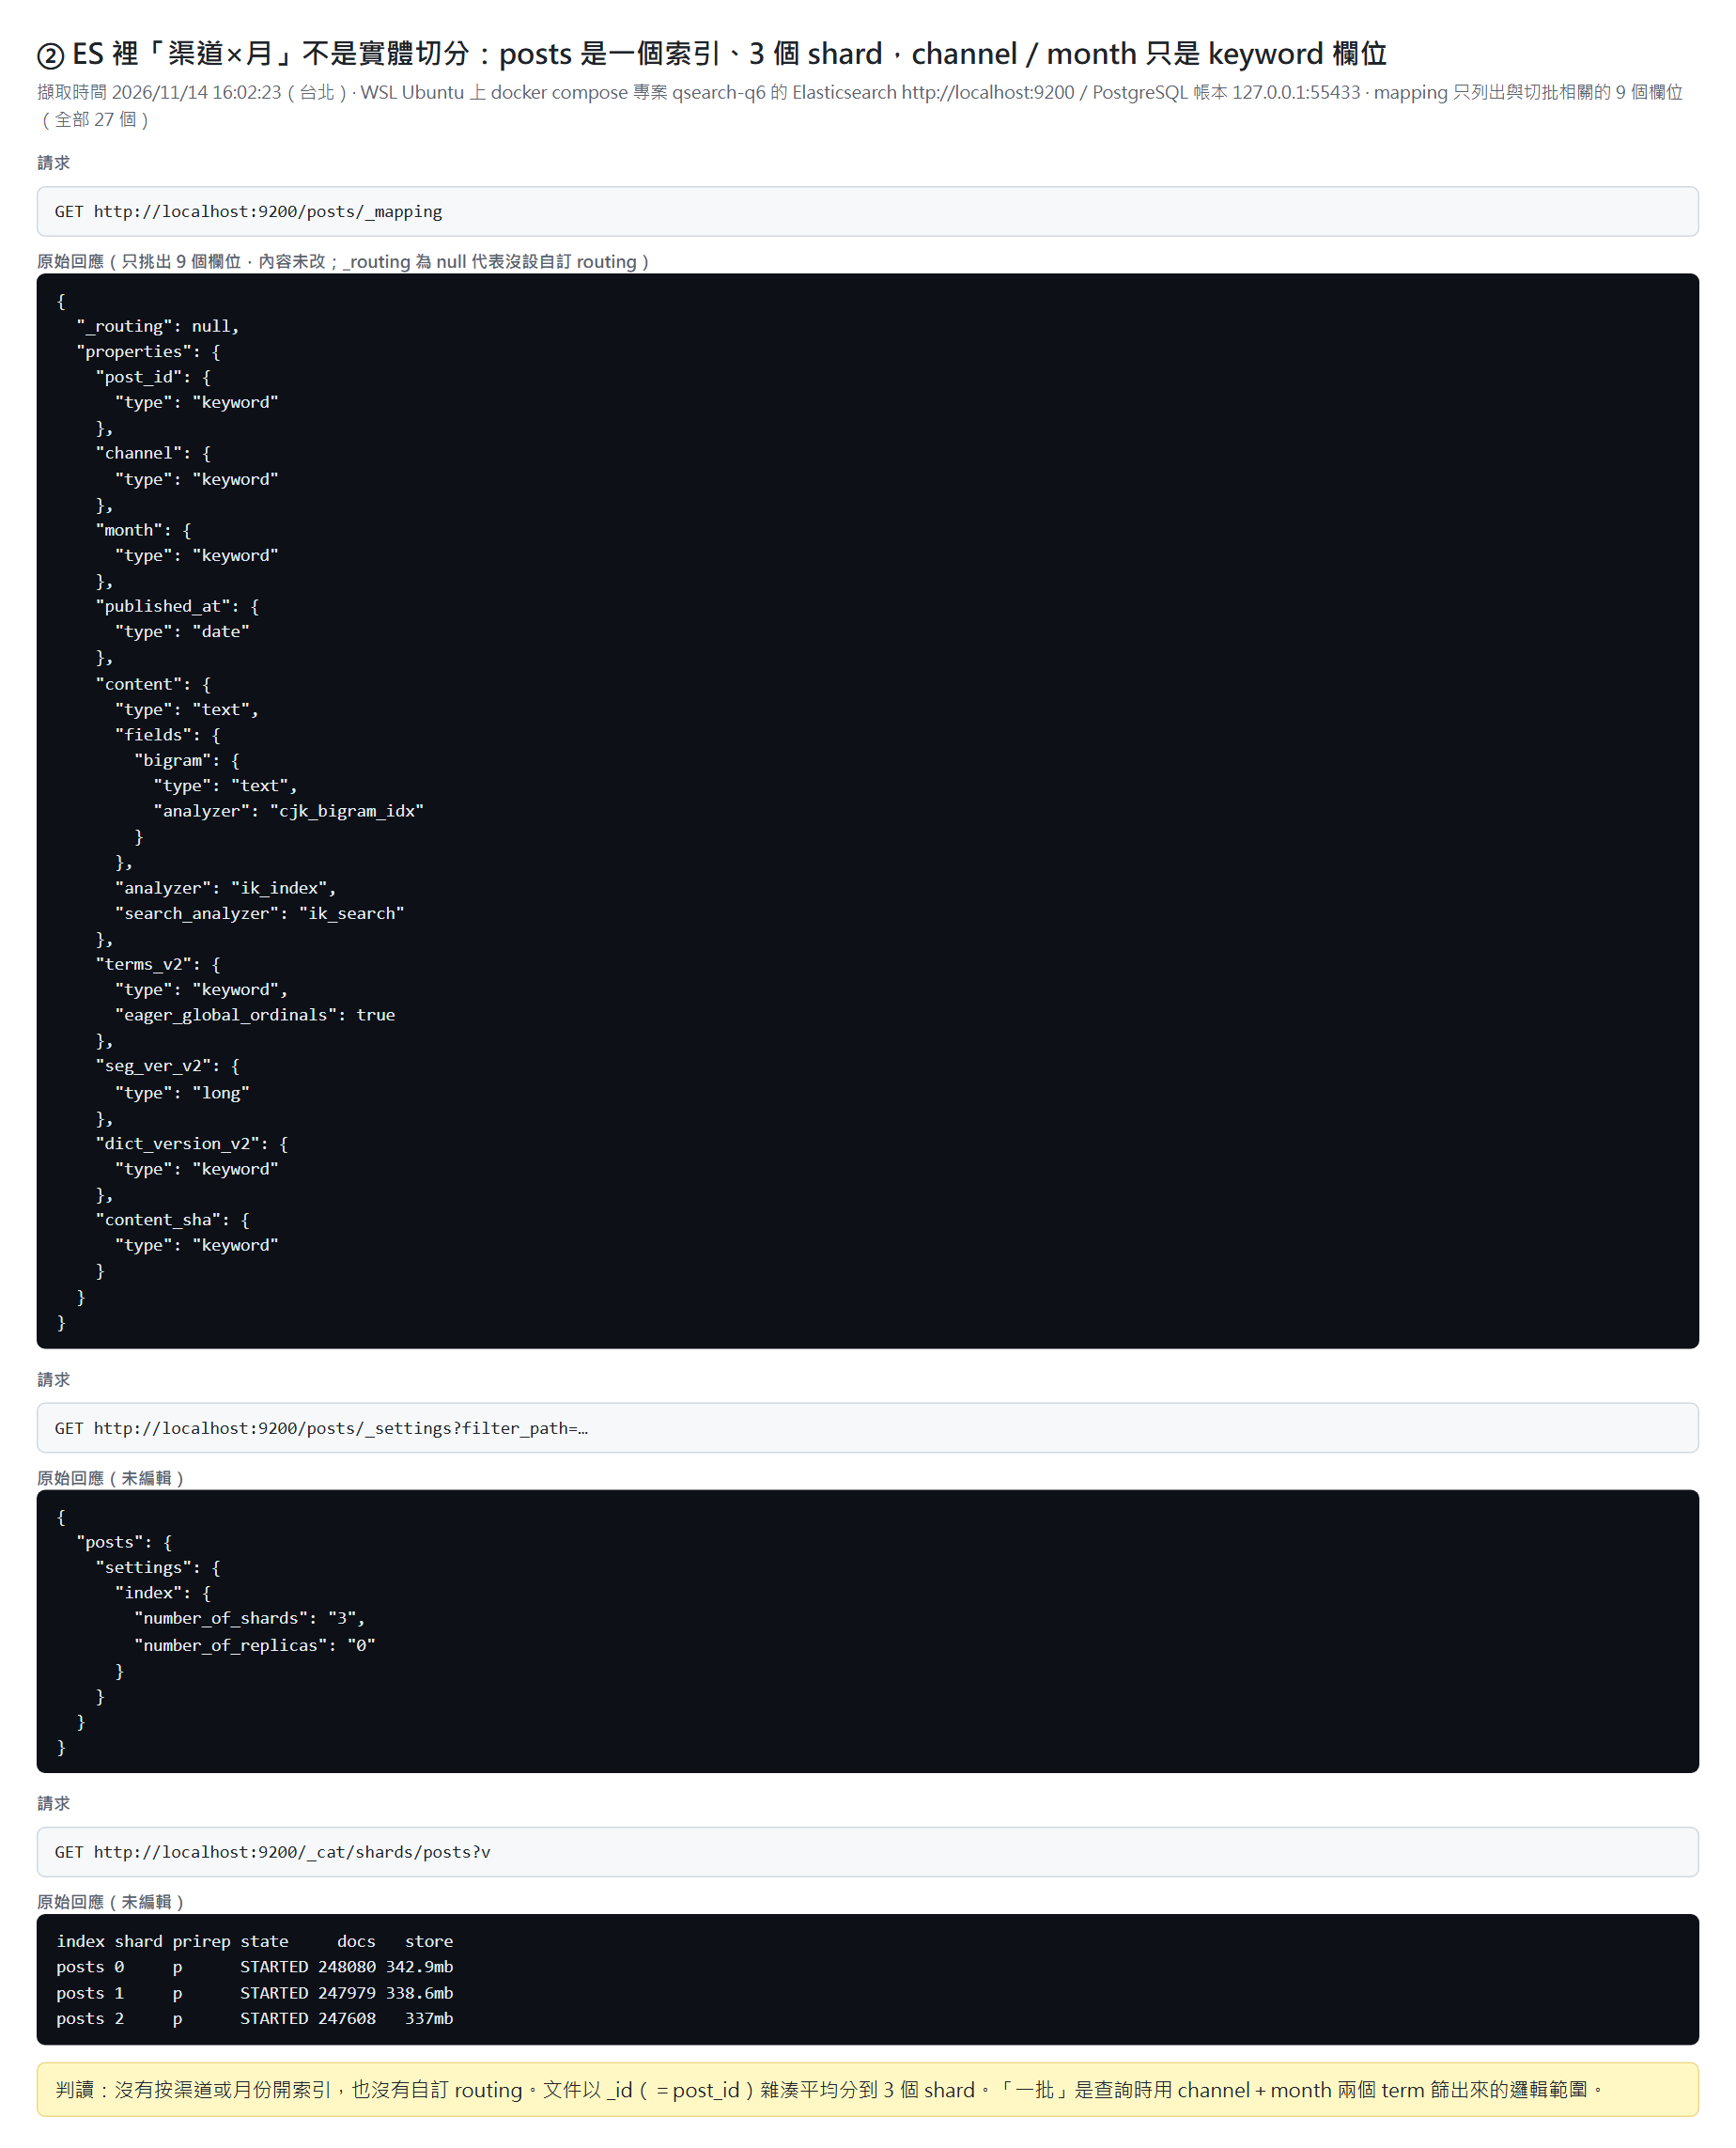 ② ES 裡「渠道×月」不是實體切分：posts 是一個索引、3 個 shard，channel / month 只是 keyword 欄位
擷取時間 2026/11/14 16:02:23（台北）· WSL Ubuntu 上 docker compose 專案 qsearch-q6 的 Elasticsearch http://localhost:9200 / PostgreSQL 帳本 127.0.0.1:55433 · mapping 只列出與切批相關的 9 個欄位
（全部 27 個）
請求
GET http://localhost:9200/posts/_mapping
原始回應（只挑出 9 個欄位，內容未改；_routing 為 null 代表沒設自訂 routing）
{
  "_routing": null,
  "properties": {
    "post_id": {
      "type": "keyword"
    },
    "channel": {
      "type": "keyword"
    },
    "month": {
      "type": "keyword"
    },
    "published_at": {
      "type": "date"
    },
    "content": {
      "type": "text",
      "fields": {
        "bigram": {
          "type": "text",
          "analyzer": "cjk_bigram_idx"
        }
      },
      "analyzer": "ik_index",
      "search_analyzer": "ik_search"
    },
    "terms_v2": {
      "type": "keyword",
      "eager_global_ordinals": true
    },
    "seg_ver_v2": {
      "type": "long"
    },
    "dict_version_v2": {
      "type": "keyword"
    },
    "content_sha": {
      "type": "keyword"
    }
  }
}
請求
GET http://localhost:9200/posts/_settings?filter_path=…
原始回應（未編輯）
{
  "posts": {
    "settings": {
      "index": {
        "number_of_shards": "3",
        "number_of_replicas": "0"
      }
    }
  }
}
請求
GET http://localhost:9200/_cat/shards/posts?v
原始回應（未編輯）
index shard prirep state     docs   store
posts 0     p      STARTED 248080 342.9mb
posts 1     p      STARTED 247979 338.6mb
posts 2     p      STARTED 247608   337mb
判讀：沒有按渠道或月份開索引，也沒有自訂 routing。文件以 _id（＝post_id）雜湊平均分到 3 個 shard。「一批」是查詢時用 channel＋month 兩個 term 篩出來的邏輯範圍。